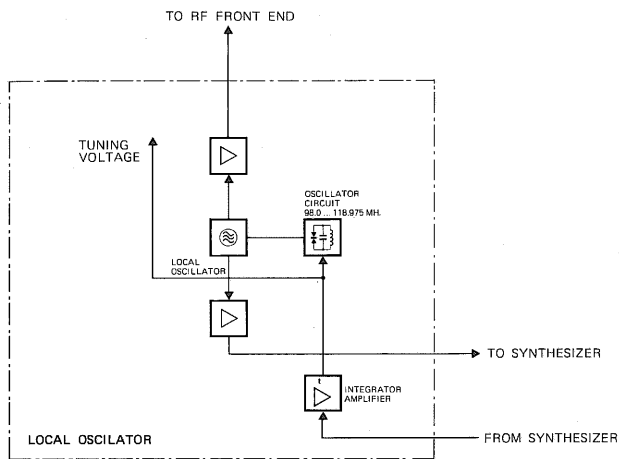 TO RF FRONT END
TUNING
VOLTAGE
OSCILLATOR
CIRCUIT
98.0 ... 118.975 MH.
LOCAL
OSCILLATOR
TO SYNTHESIZER
t
INTEGRATOR
AMPLIFIER
FROM SYNTHESIZER
LOCAL OSCILATOR